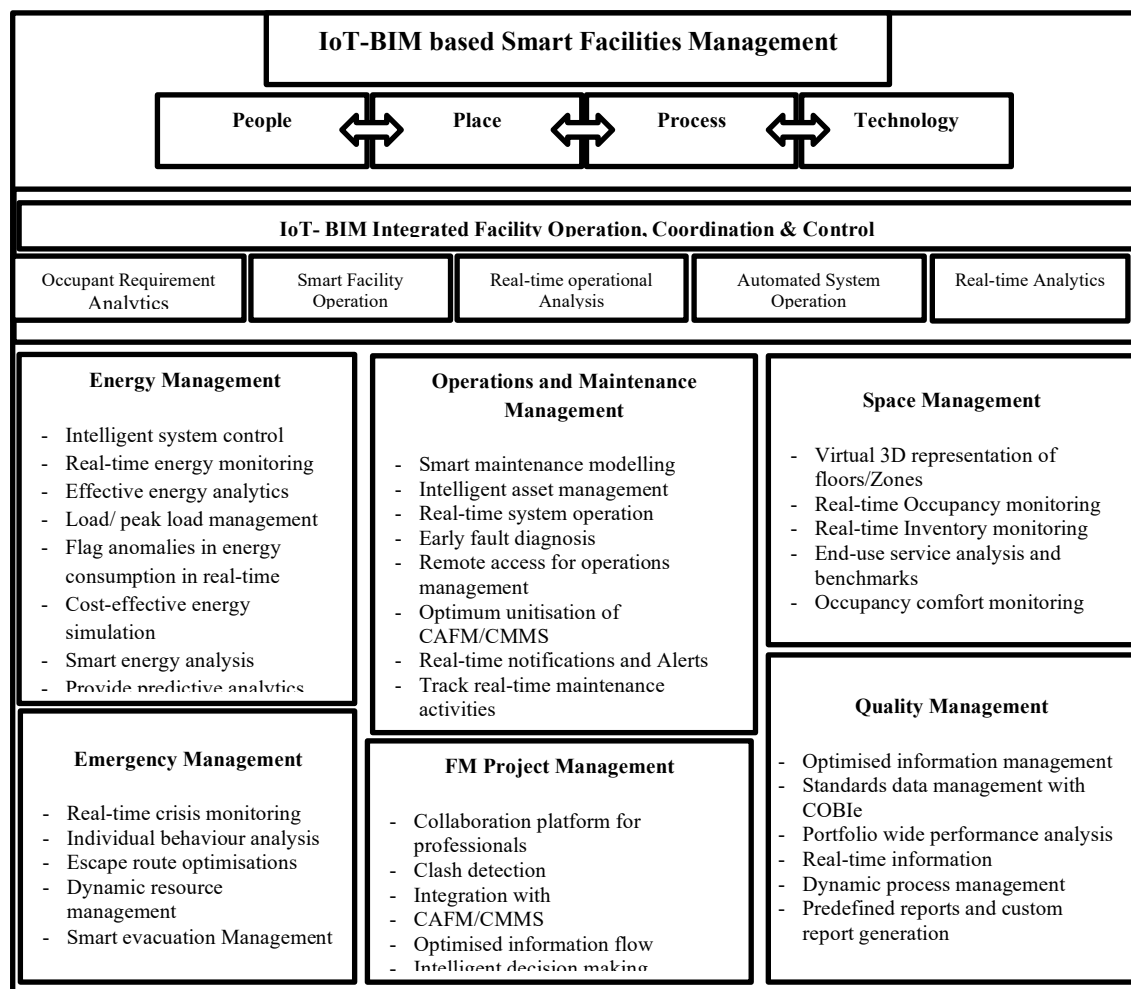 IoT-BIM based Smart Facilities Management
People
Place
Process
Technology
IoT- BIM Integrated Facility Operation, Coordination & Control
Occupant Requirement
Analytics
Smart Facility
Operation
Real-time operational
Analysis
Automated System
Operation
Real-time Analytics
Energy Management
- Intelligent system control
- Real-time energy monitoring
- Effective energy analytics
- Load/ peak load management
- Flag anomalies in energy
consumption in real-time
- Cost-effective energy
simulation
- Smart energy analysis
- Provide predictive analytics
Operations and Maintenance
Management
- Smart maintenance modelling
- Intelligent asset management
- Real-time system operation
- Early fault diagnosis
- Remote access for operations
management
- Optimum unitisation of
CAFM/CMMS
- Real-time notifications and Alerts
- Track real-time maintenance
activities
Space Management
- Virtual 3D representation of
floors/Zones
- Real-time Occupancy monitoring
- Real-time Inventory monitoring
- End-use service analysis and
benchmarks
- Occupancy comfort monitoring
Emergency Management
- Real-time crisis monitoring
- Individual behaviour analysis
- Escape route optimisations
- Dynamic resource
management
- Smart evacuation Management
FM Project Management
- Collaboration platform for
professionals
- Clash detection
- Integration with
- CAFM/CMMS
- Optimised information flow
- Intelligent decision making
Quality Management
- Optimised information management
- Standards data management with
COBIe
- Portfolio wide performance analysis
- Real-time information
- Dynamic process management
- Predefined reports and custom
report generation